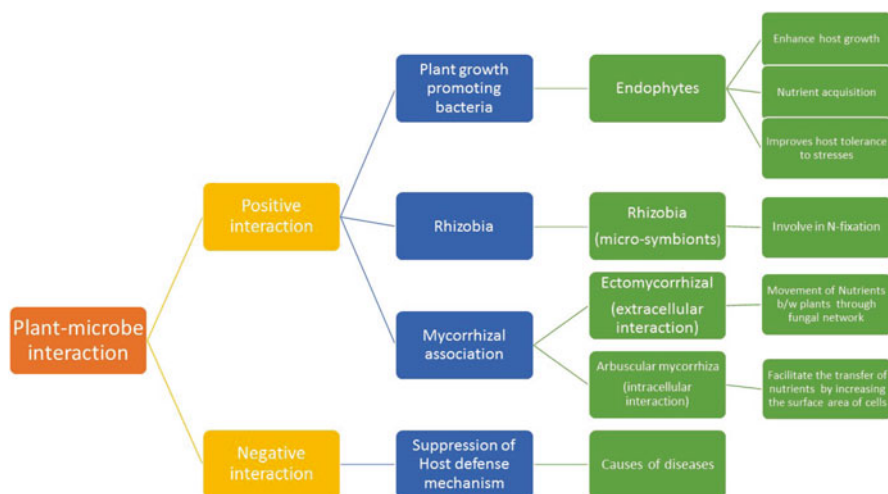 Plant-microbe
interaction
Positive
interaction
Negative
interaction
Plant growth
promoting
bacteria
Rhizobia
Mycorrhizal
association
Suppression of
Host defense
mechanism
Endophytes
Rhizobia
(micro-symbionts)
Ectomycorrhizal
(extracellular
interaction)
Arbuscular mycorrhiza
(intracellular
interaction)
Causes of diseases
Enhance host growth
Nutrient acquisition
Improves host tolerance
to stresses
Involve in N-fixation
Movement of Nutrients
b/w plants through
fungal network
Facilitate the transfer of
nutrients by increasing
the surface area of cells